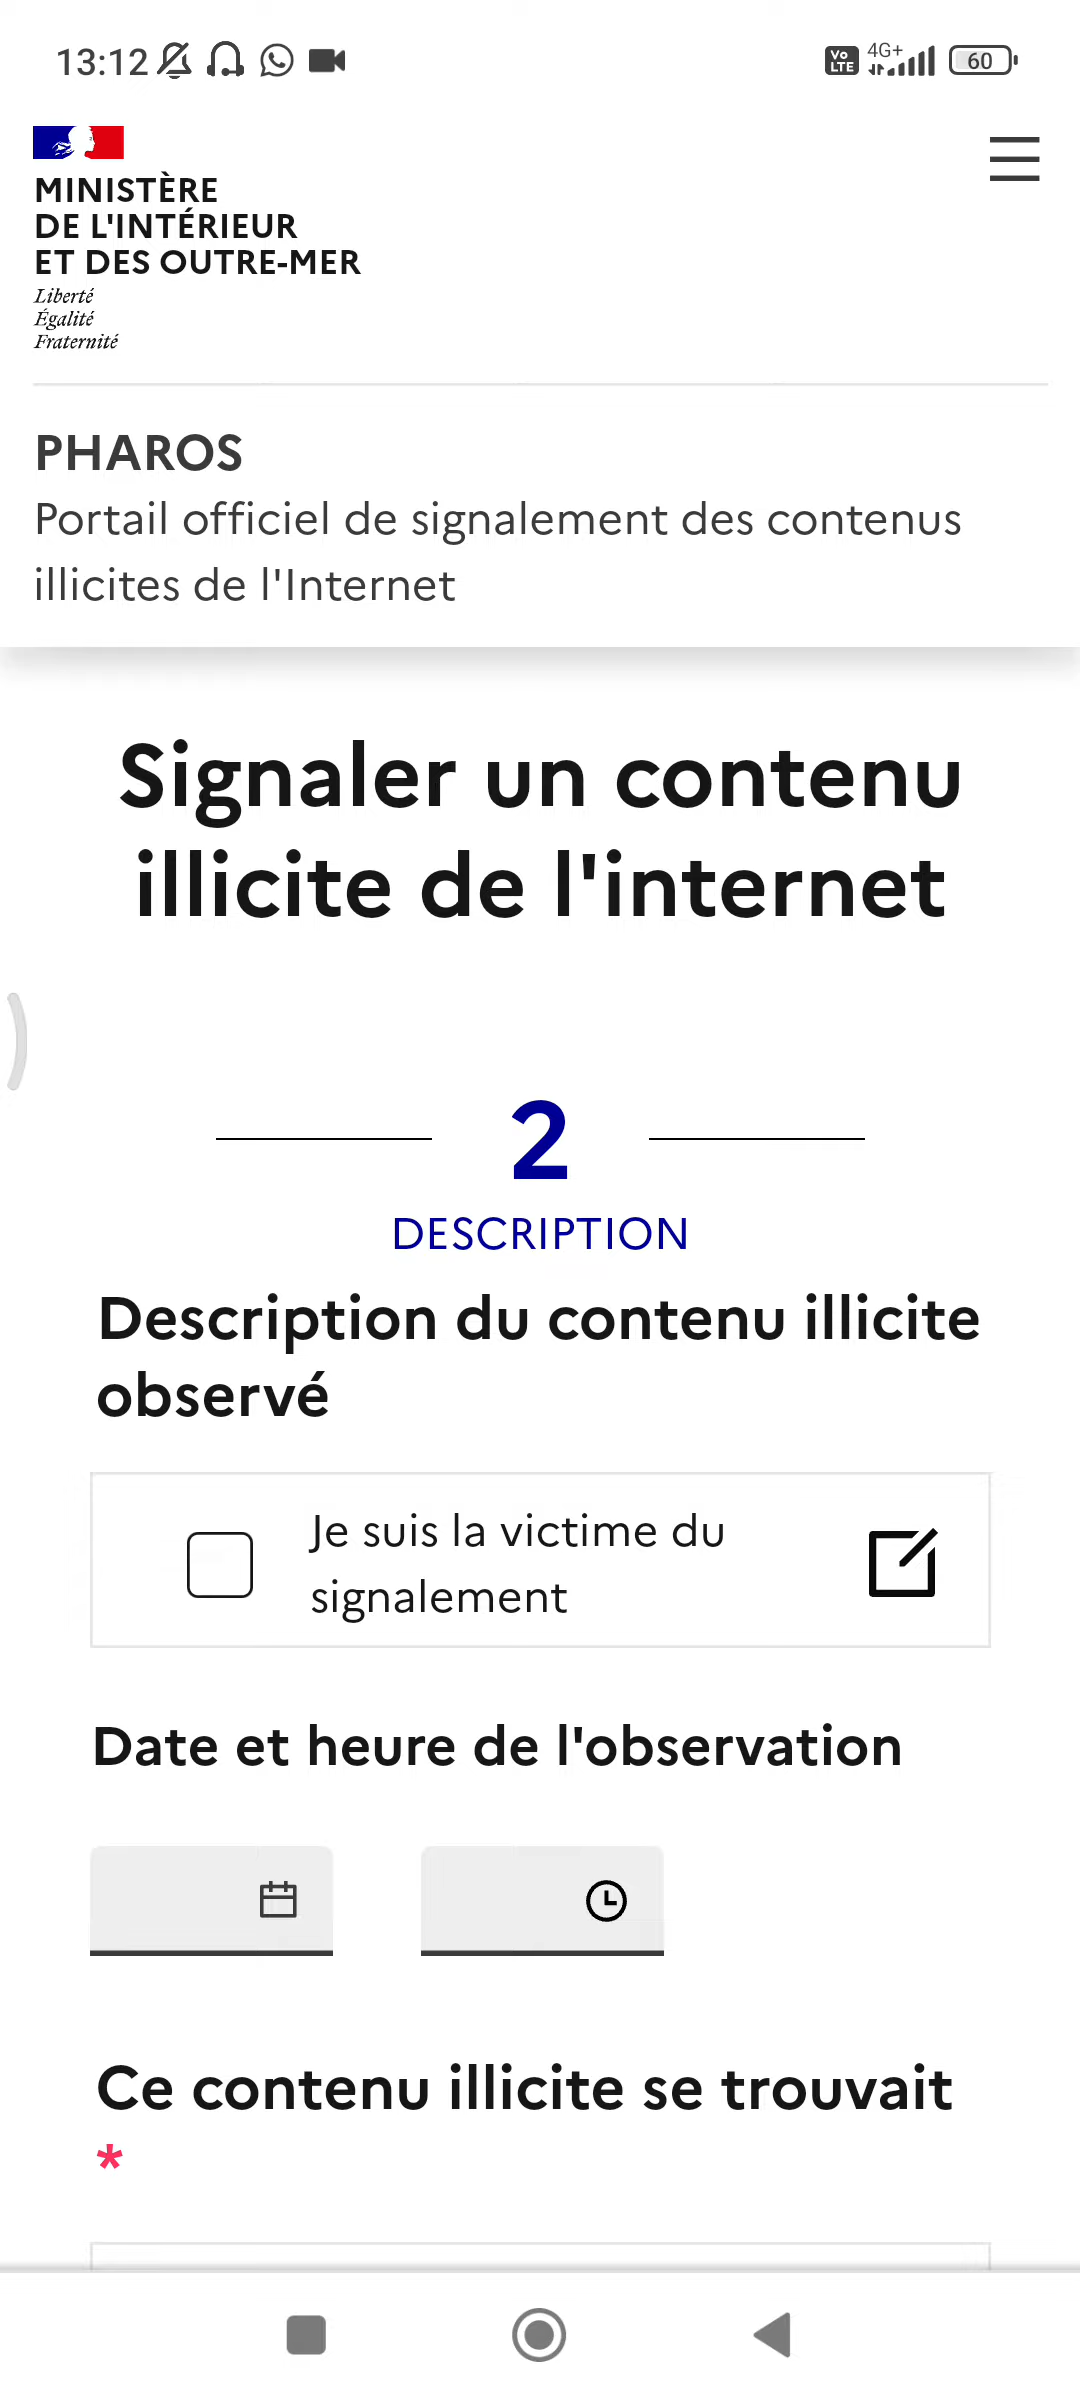 13:12
Vo LTE 4G+ 60
MINISTÈRE
DE L'INTÉRIEUR
ET DES OUTRE-MER
Liberté
Égalité
Fraternité
PHAROS
Portail officiel de signalement des contenus
illicites de l'Internet
Signaler un contenu
illicite de l'internet
2
DESCRIPTION
Description du contenu illicite
observé
Je suis la victime du
signalement
Date et heure de l'observation
Ce contenu illicite se trouvait
*